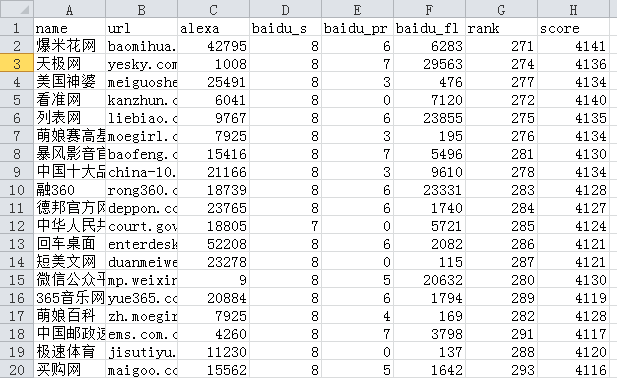 A B C D E F G H
1 name url alexa baidu_s baidu_pr baidu_fl rank score
2 爆米花网 baomihua. 42795 8 6 6283 271 4141
3 天极网 yesky.com 1008 8 7 29563 274 4136
4 美国神婆 meiguoshe 25491 8 3 476 277 4134
5 看准网 kanzhun.c 6041 8 0 7120 272 4140
6 列表网 liebiao.c 9767 8 6 23855 275 4135
7 萌娘赛高基 moegirl.c 7925 8 3 195 276 4134
8 暴风影音官 baofeng.c 15416 8 7 5496 281 4130
9 中国十大品 china-10. 21166 8 3 9610 278 4134
10 融360 rong360.c 18739 8 6 23331 283 4128
11 德邦官方网 deppon.co 23765 8 6 1740 284 4127
12 中华人民共 court.gov 18805 7 0 5721 285 4124
13 回车桌面 enterdesk 52208 8 6 2082 286 4121
14 短美文网 duanmeiwe 23278 8 0 115 287 4121
15 微信公众平 mp.weixin 9 8 5 20632 280 4130
16 365音乐网 yue365.co 20884 8 6 1794 289 4119
17 萌娘百科 zh.moegir 7925 8 4 169 282 4128
18 中国邮政速 ems.com.c 4260 8 7 3798 291 4117
19 极速体育 jisutiyu. 11230 8 0 137 288 4120
20 买购网 maigoo.co 15562 8 5 1642 293 4116